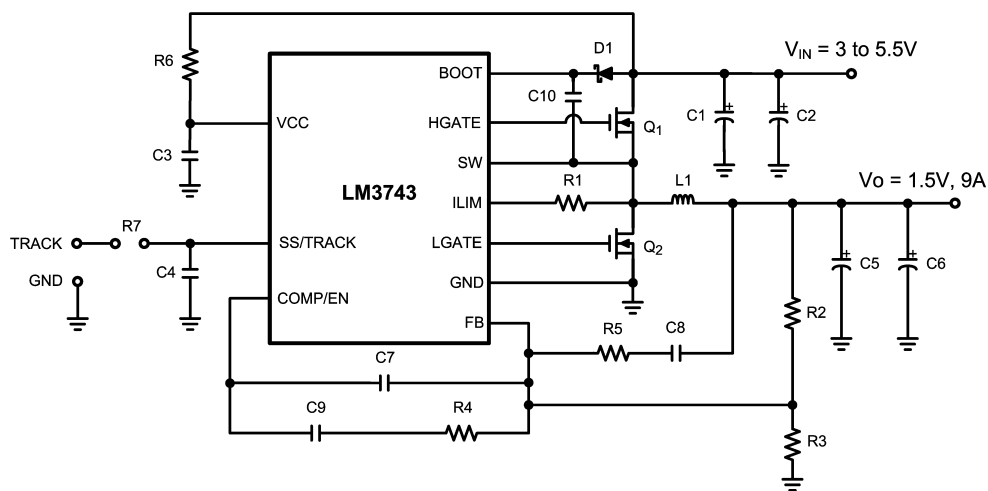 R6
D1
VIN = 3 to 5.5V
BOOT
C10
C1
+
C2
+
VCC
HGATE
Q1
C3
SW
LM3743
R1
L1
Vo = 1.5V, 9A
ILIM
TRACK
R7
SS/TRACK
LGATE
Q2
C4
C5
+
C6
+
GND
GND
COMP/EN
FB
R5
C8
R2
C7
C9
R4
R3